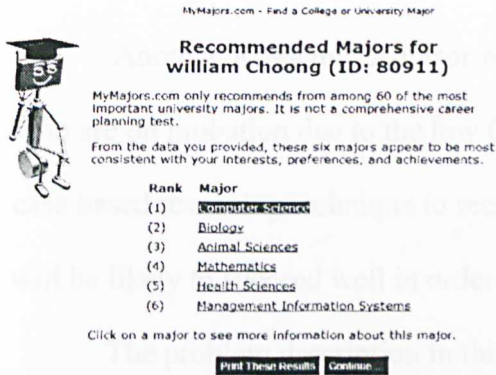 MyMajors.com - Find a College or University Major
Recommended Majors for
william Choong (ID: 80911)
MyMajors.com only recommends from among 60 of the most
important university majors. It is not a comprehensive career
planning test.
From the data you provided, these six majors appear to be most
consistent with your interests, preferences, and achievements.
Rank Major
(1) Computer Science
(2) Biology
(3) Animal Sciences
(4) Mathematics
(5) Health Sciences
(6) Management Information Systems
Click on a major to see more information about this major.
Print These Results Continue...